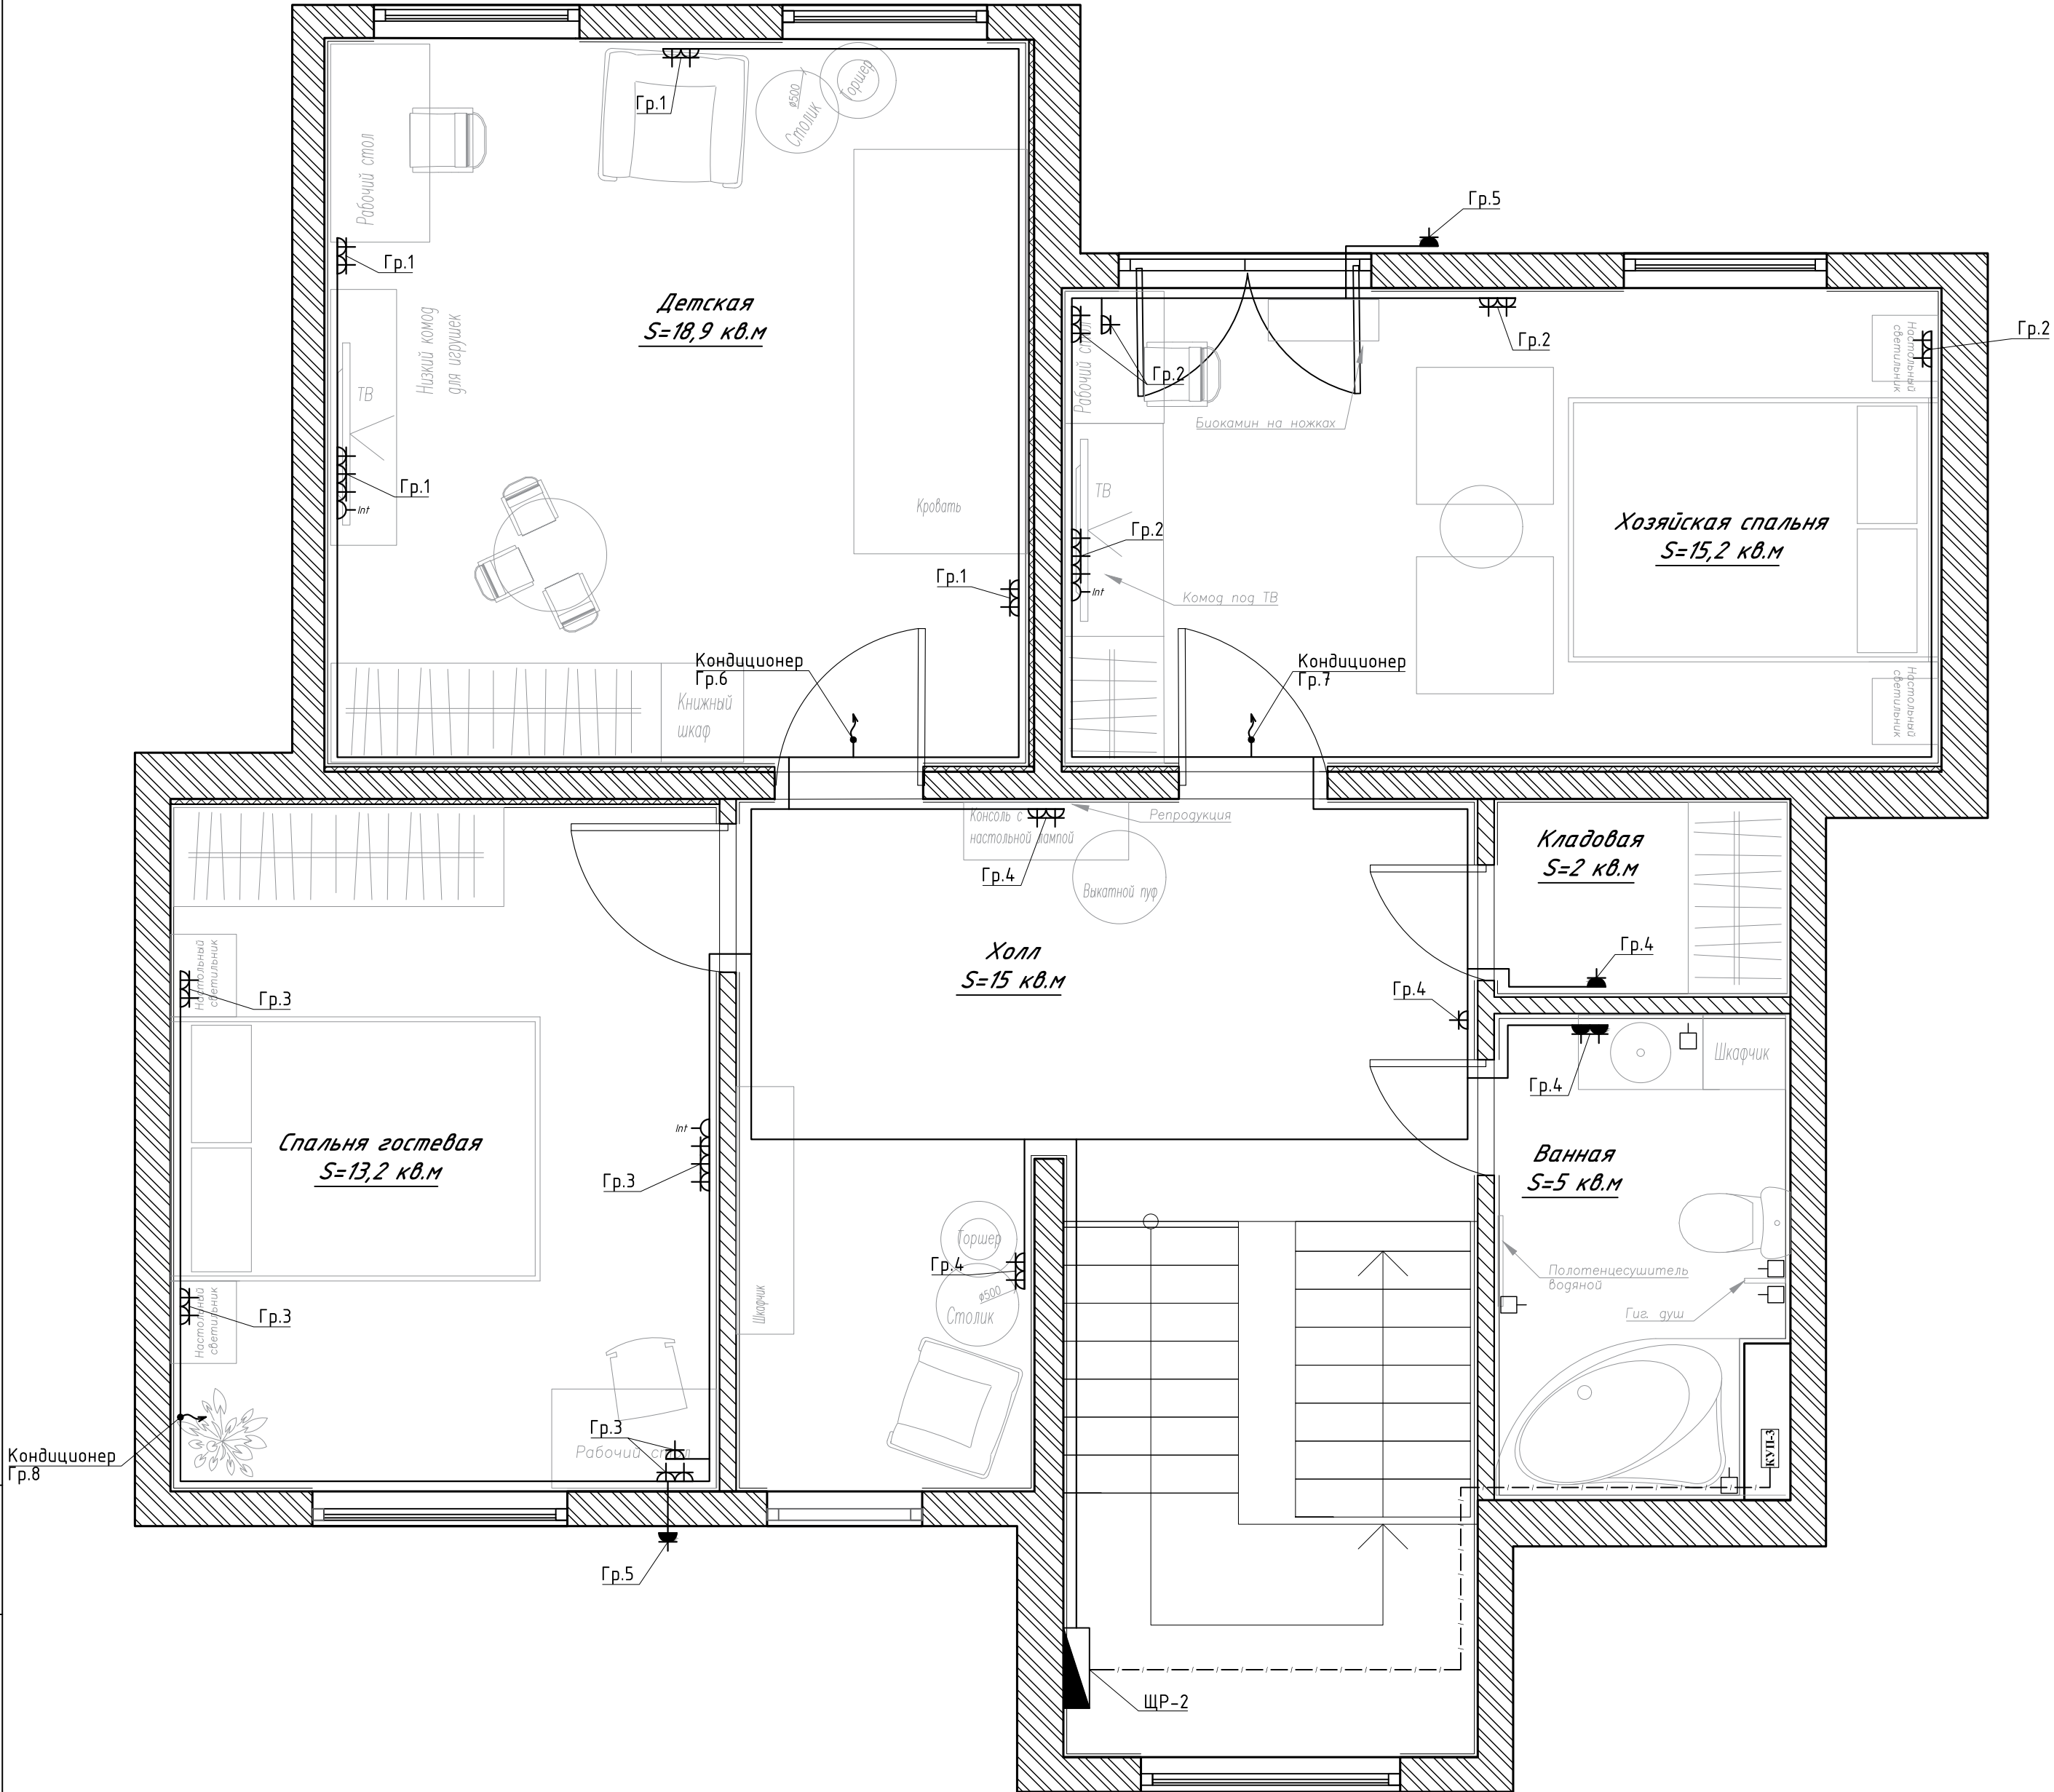 Гр.1
ø500
Столик
Торшер
Рабочий стол
Гр.5
Гр.1
Детская
S=18,9 кв.м
Низкий комод
для игрушек
ТВ
Гр.1
Int
Кровать
Гр.1
Рабочий стол
Гр.2
Гр.2
Настольный
светильник
Гр.2
Биокамин на ножках
ТВ
Гр.2
Int
Комод под ТВ
Хозяйская спальня
S=15,2 кв.м
Настольный
светильник
Кондиционер
Гр.6
Кондиционер
Гр.7
Книжный
шкаф
Консоль с
настольной лампой
Репродукция
Гр.4
Выкатной пуф
Кладовая
S=2 кв.м
Гр.4
Холл
S=15 кв.м
Гр.4
Настольный
светильник
Гр.3
Гр.4
Шкафчик
Спальня гостевая
S=13,2 кв.м
Int
Гр.3
Ванная
S=5 кв.м
Торшер
Гр.4
ø500
Столик
Шкафчик
Полотенцесушитель
водяной
Гиг. душ
Настольный
светильник
Гр.3
Гр.3
Рабочий стол
Кондиционер
Гр.8
КУП-3
Гр.5
ЩР-2